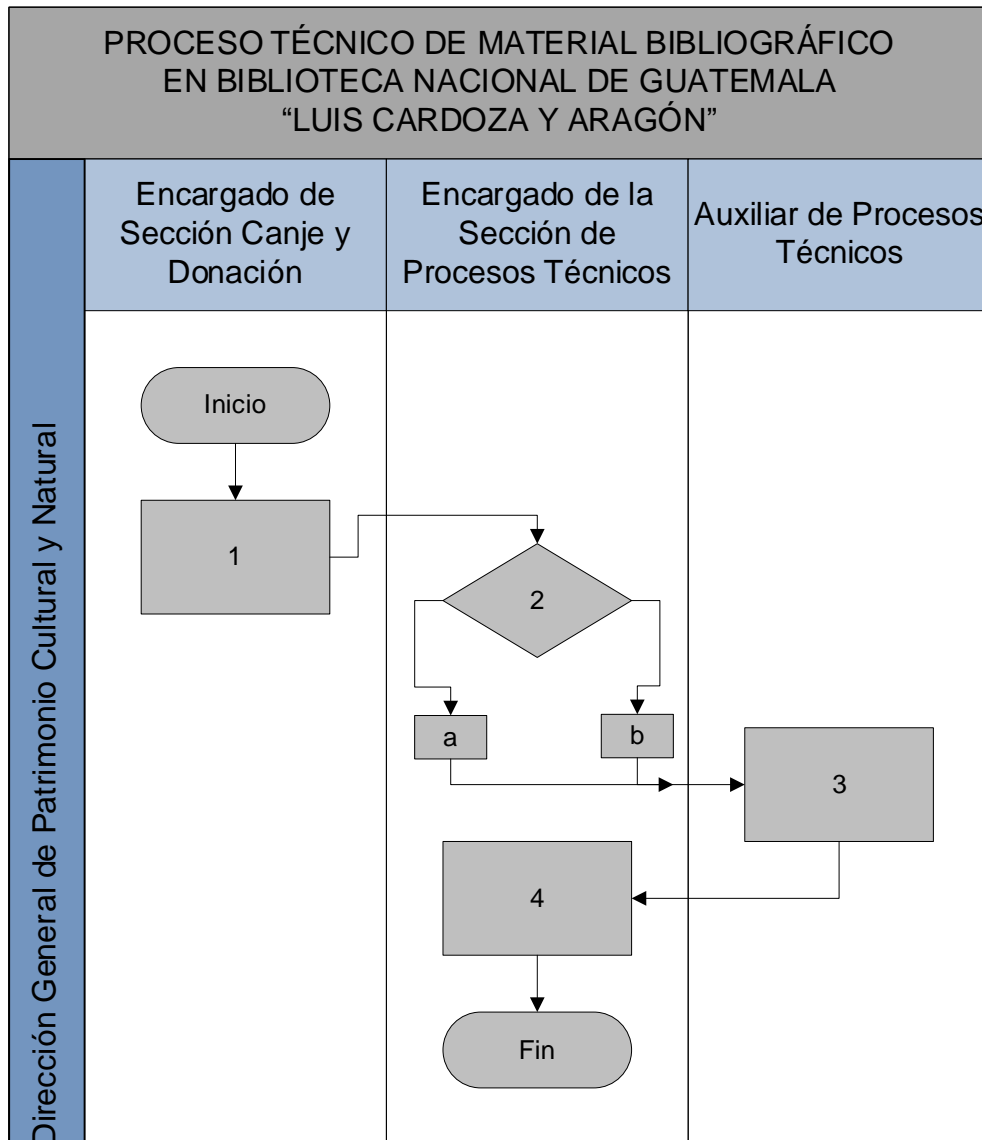 PROCESO TÉCNICO DE MATERIAL BIBLIOGRÁFICO
EN BIBLIOTECA NACIONAL DE GUATEMALA
“LUIS CARDOZA Y ARAGÓN”
Dirección General de Patrimonio Cultural y Natural
Encargado de
Sección Canje y
Donación
Encargado de la
Sección de
Procesos Técnicos
Auxiliar de Procesos
Técnicos
Inicio
1
2
a
b
3
4
Fin